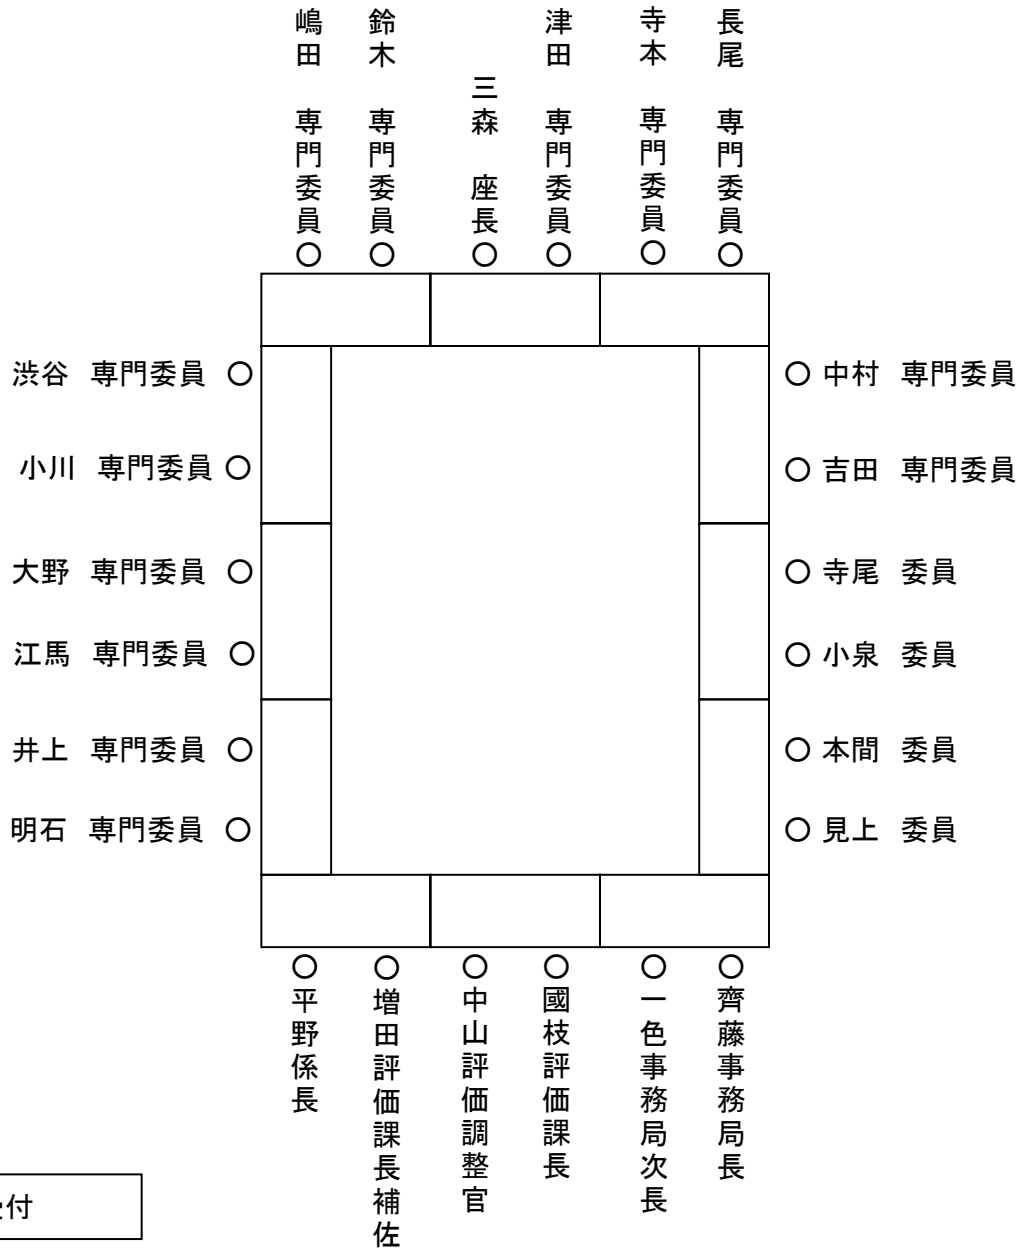 嶋田 専門委員○
鈴木 専門委員○
三森 座長○
津田 専門委員○
寺本 専門委員○
長尾 専門委員○
渋谷 専門委員 ○
小川 専門委員 ○
大野 専門委員 ○
江馬 専門委員 ○
井上 専門委員 ○
明石 専門委員 ○
○ 中村 専門委員
○ 吉田 専門委員
○ 寺尾 委員
○ 小泉 委員
○ 本間 委員
○ 見上 委員
○平野係長
○増田評価課長補佐
○中山評価調整官
○國枝評価課長
○一色事務局次長
○齊藤事務局長
付